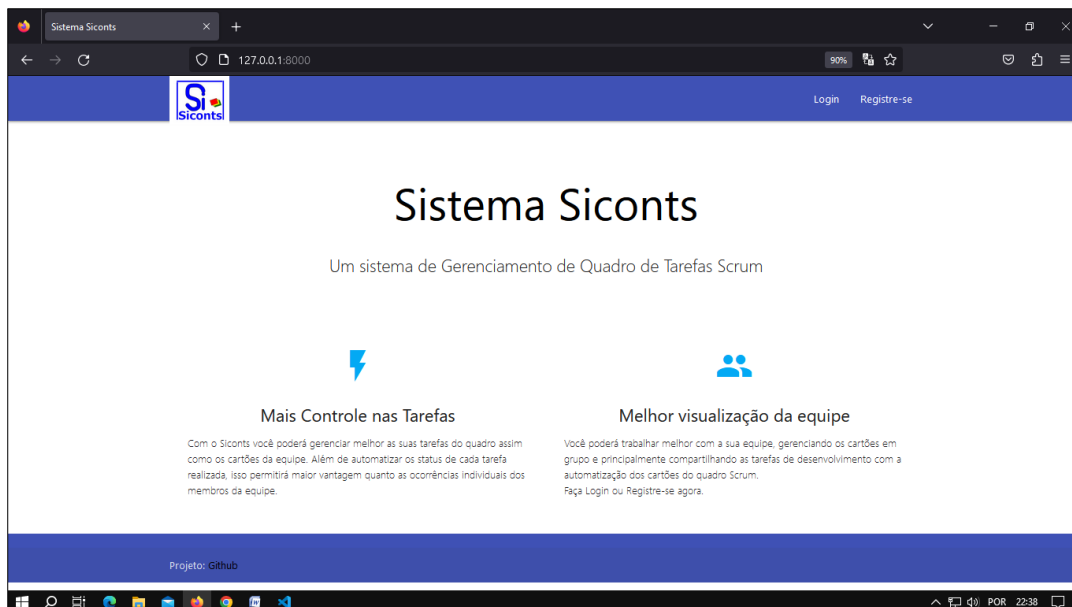 Sistema Siconts
127.0.0.1:8000
90%
Si
Siconts
Login Registre-se
Sistema Siconts
Um sistema de Gerenciamento de Quadro de Tarefas Scrum
Mais Controle nas Tarefas
Com o Siconts você poderá gerenciar melhor as suas tarefas do quadro assim
como os cartões da equipe. Além de automatizar os status de cada tarefa
realizada, isso permitirá maior vantagem quanto as ocorrências individuais dos
membros da equipe.
Melhor visualização da equipe
Você poderá trabalhar melhor com a sua equipe, gerenciando os cartões em
grupo e principalmente compartilhando as tarefas de desenvolvimento com a
automatização dos cartões do quadro Scrum.
Faça Login ou Registre-se agora.
Projeto: Github
POR 22:38